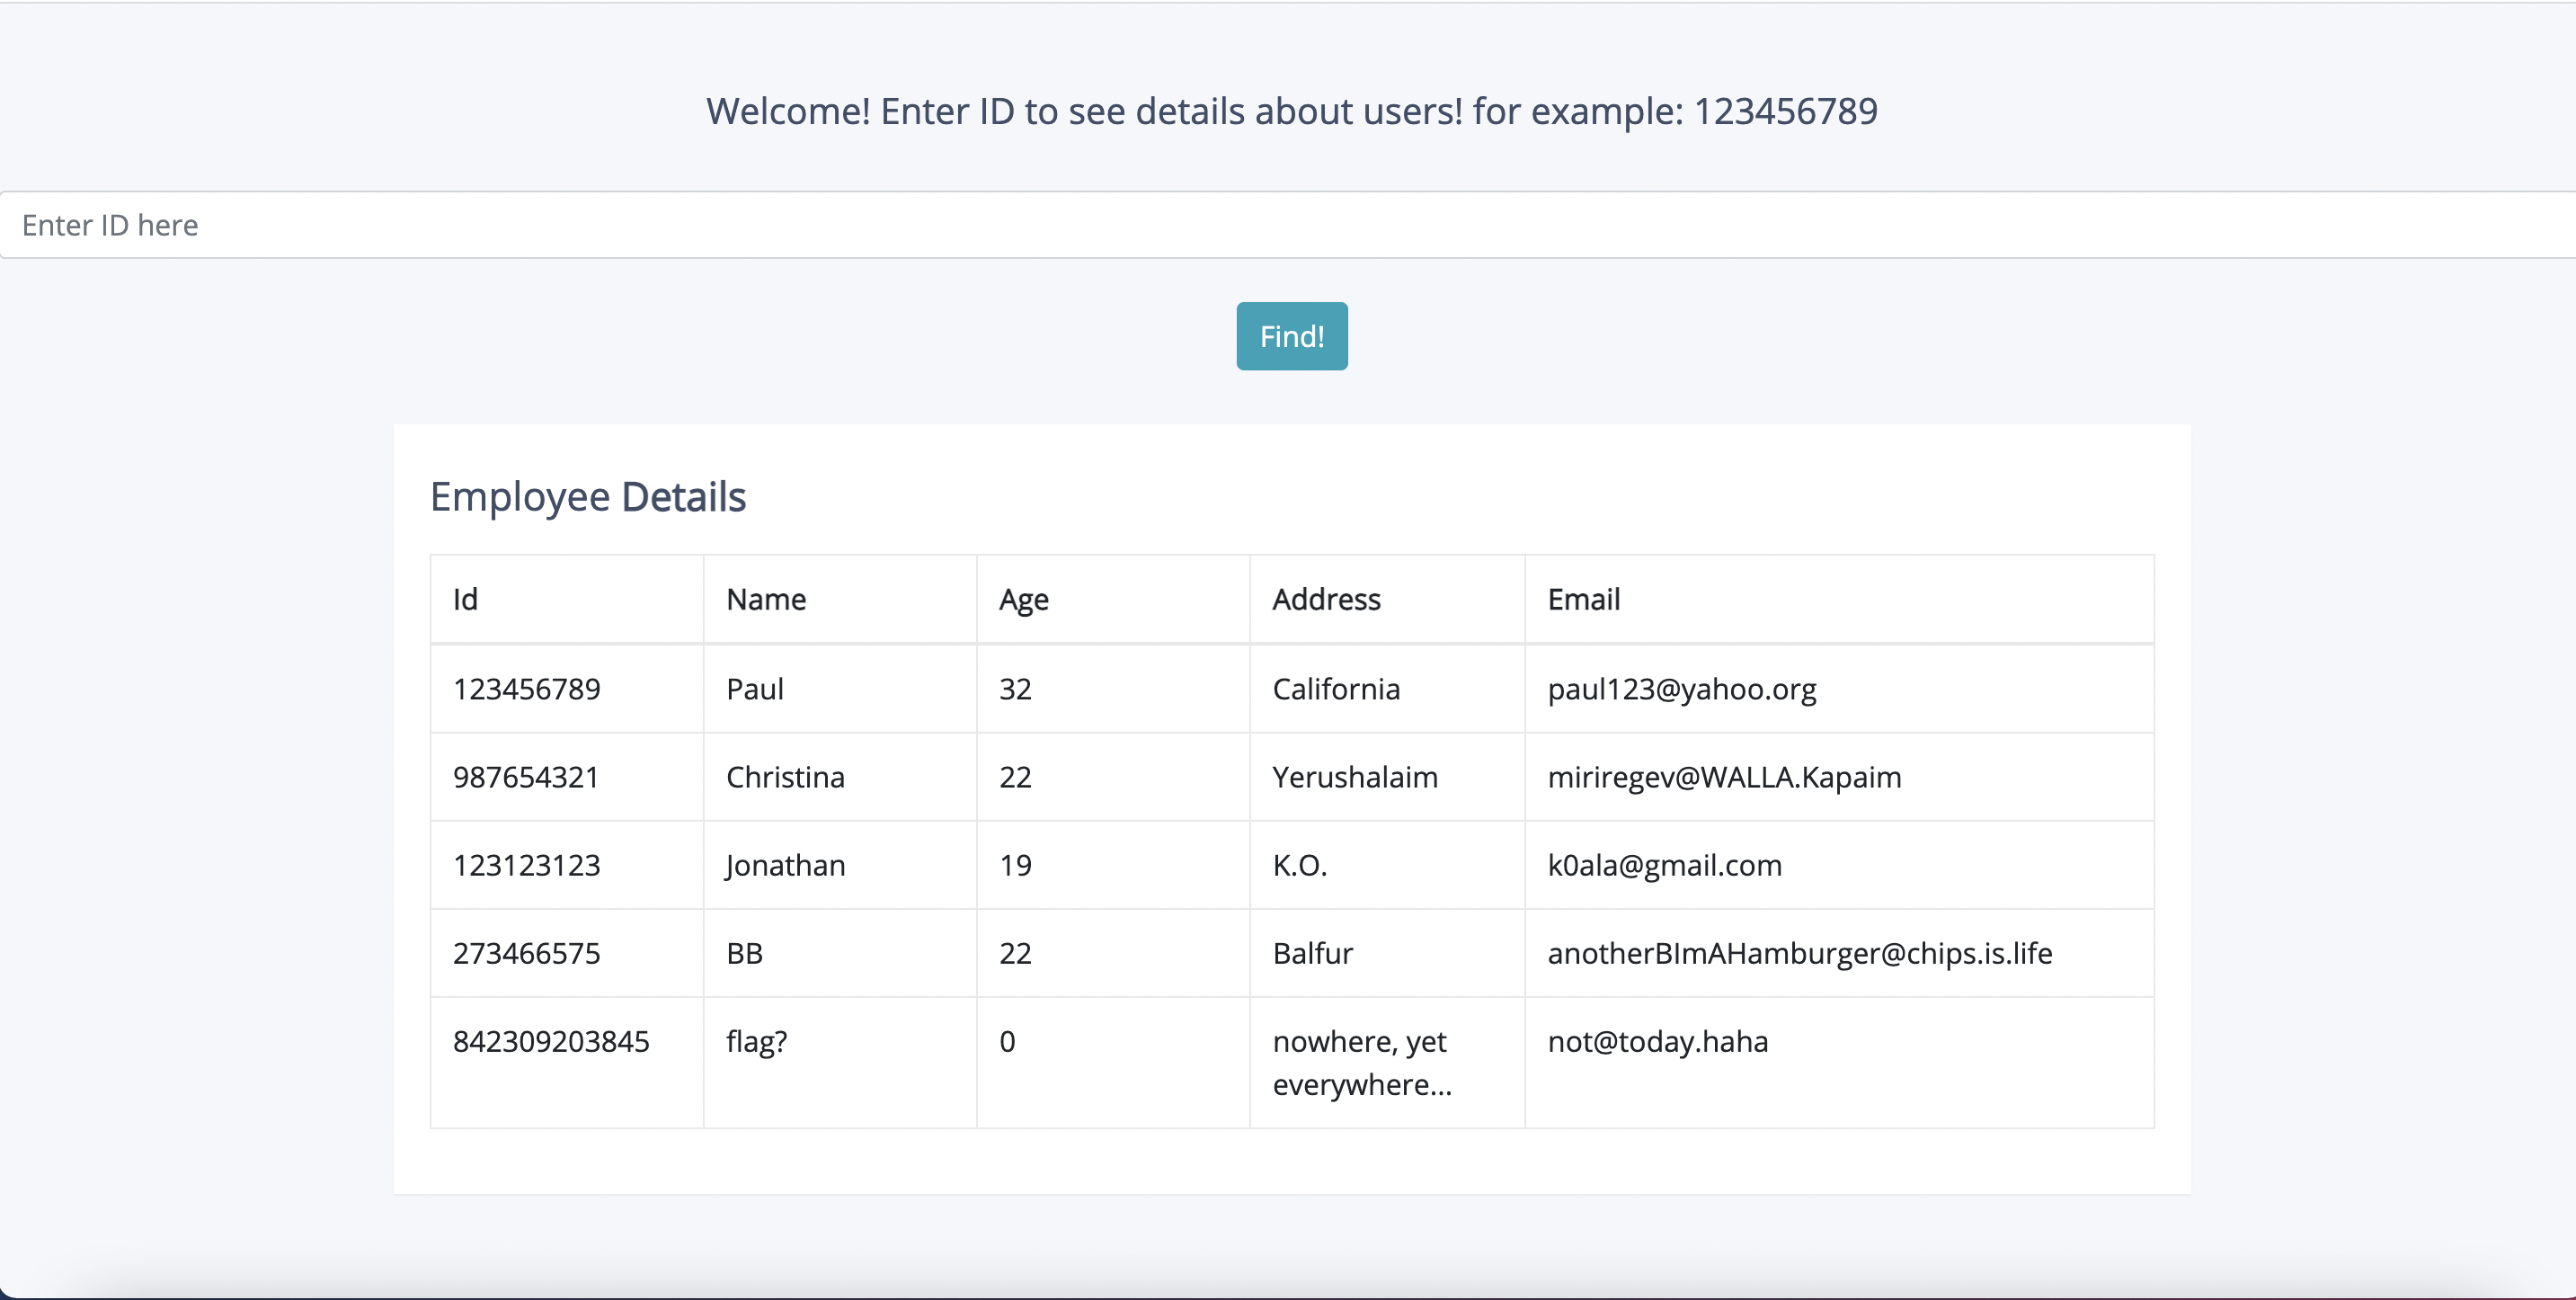 Welcome! Enter ID to see details about users! for example: 123456789
Enter ID here
Find!
Employee Details
Id Name Age Address Email
123456789 Paul 32 California paul123@yahoo.org
987654321 Christina 22 Yerushalaim miriregev@WALLA.Kapaim
123123123 Jonathan 19 K.O. k0ala@gmail.com
273466575 BB 22 Balfur anotherBImAHamburger@chips.is.life
842309203845 flag? 0 nowhere, yet not@today.haha
everywhere...